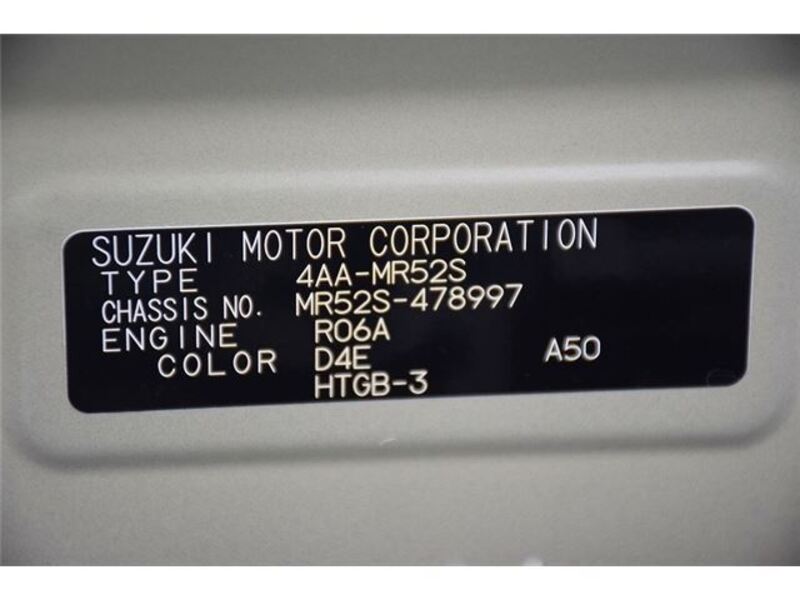 SUZUKI MOTOR CORPORATION
TYPE 4AA-MR52S
CHASSIS NO. MR52S-478997
ENGINE R06A
COLOR D4E A50
HTGB-3